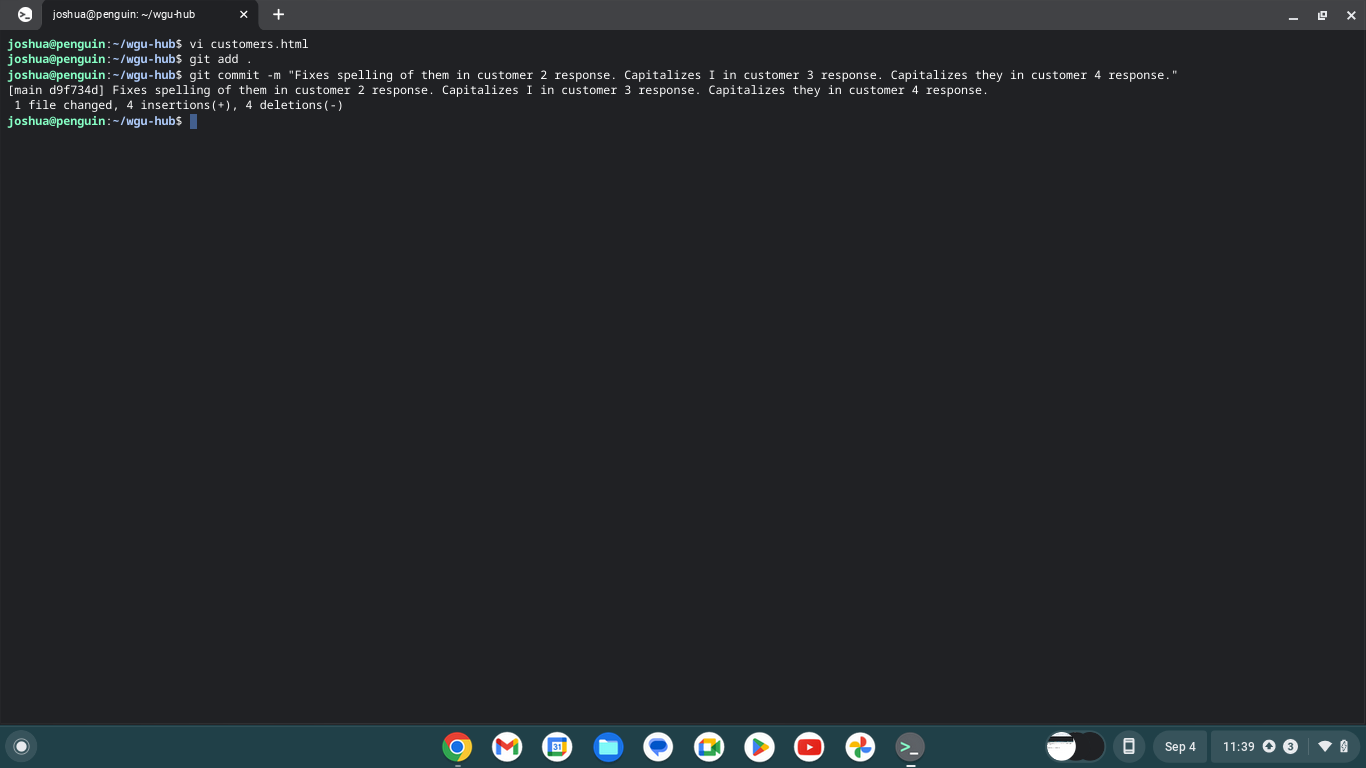 joshua@penguin: ~/wgu-hub
joshua@penguin:~/wgu-hub$ vi customers.html
joshua@penguin:~/wgu-hub$ git add .
joshua@penguin:~/wgu-hub$ git commit -m "Fixes spelling of them in customer 2 response. Capitalizes I in customer 3 response. Capitalizes they in customer 4 response."
[main d9f734d] Fixes spelling of them in customer 2 response. Capitalizes I in customer 3 response. Capitalizes they in customer 4 response.
 1 file changed, 4 insertions(+), 4 deletions(-)
joshua@penguin:~/wgu-hub$
31
Sep 4
11:39
3